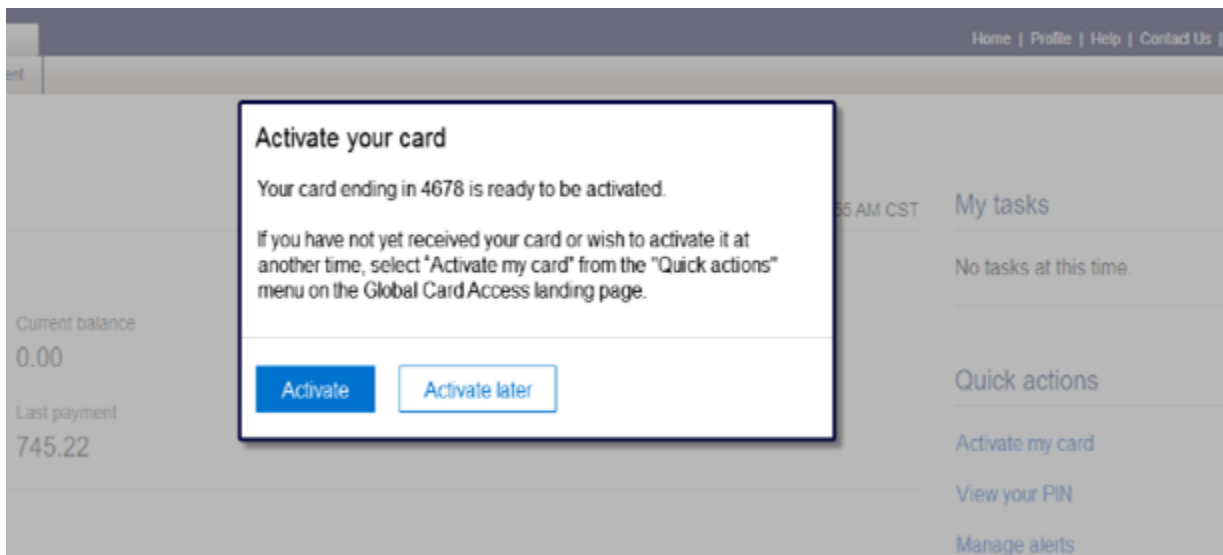 Home | Profile | Help | Contact Us |
ent
Activate your card
Your card ending in 4678 is ready to be activated.
If you have not yet received your card or wish to activate it at
another time, select "Activate my card" from the "Quick actions"
menu on the Global Card Access landing page.
Activate
Activate later
55 AM CST
Current balance
0.00
Last payment
745.22
My tasks
No tasks at this time.
Quick actions
Activate my card
View your PIN
Manage alerts